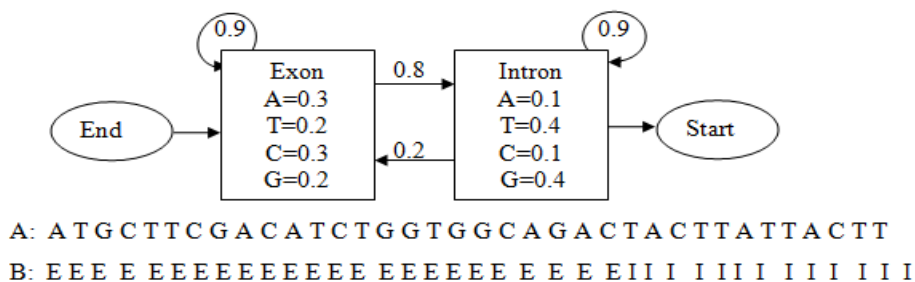 0.9 0.9
Exon 0.8 Intron
A=0.3 A=0.1
End T=0.2 T=0.4 Start
C=0.3 0.2 C=0.1
G=0.2 G=0.4
A: A T G C T T C G A C A T C T G G T G G C A G A C T A C T T A T T A C T T
B: E E E E E E E E E E E E E E E E E E E E E E E E E I I I I I I I I I I I I I I